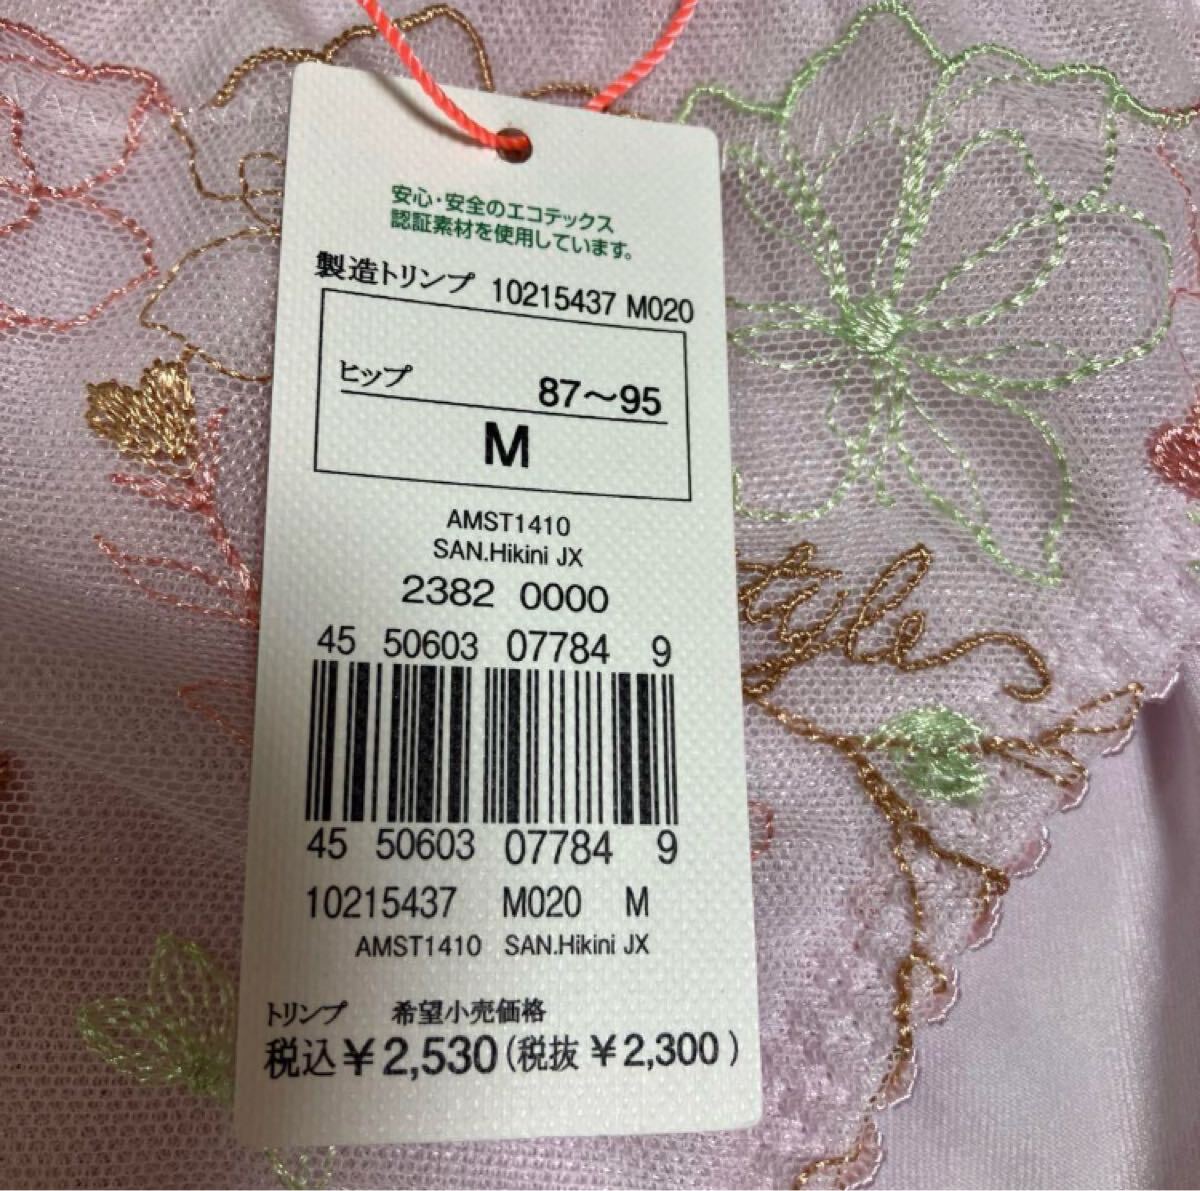 安心・安全のエコテックス
認証素材を使用しています。
製造トリンプ 10215437 M020
ヒップ 87～95
M
AMST1410
SAN.Hikini JX
2382 0000
45 50603 07784 9
45 50603 07784 9
10215437 M020 M
AMST1410 SAN.Hikini JX
トリンプ 希望小売価格
税込￥2,530(税抜￥2,300)
style